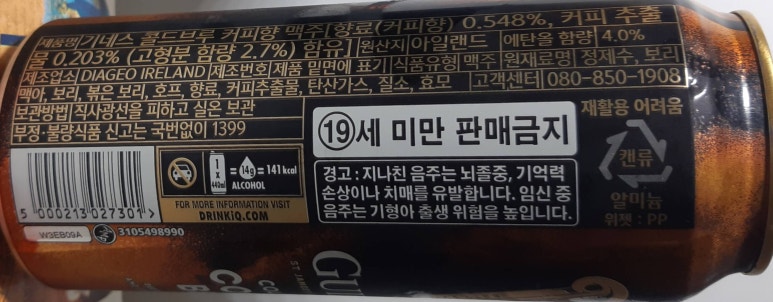 제품명 기네스 콜드브루 커피향 맥주 향료(커피향) 0.548%, 커피 추출
물 0.203% (고형분 함량 2.7%) 함유 원산지 아일랜드 에탄올 함량 4.0%
제조업소 DIAGEO IRELAND 제조번호 제품 밑면에 표기 식품유형 맥주 원재료명 정제수, 보리
맥아, 보리, 볶은 보리, 호프, 향료, 커피추출물, 탄산가스, 질소, 효모 고객센터 080-850-1908
보관방법 직사광선을 피하고 실온 보관
부정·불량식품 신고는 국번없이 1399
19세 미만 판매금지
재활용 어려움
캔류
알미늄
위젯 : PP
경고 : 지나친 음주는 뇌졸중, 기억력
손상이나 치매를 유발합니다. 임신 중
음주는 기형아 출생 위험을 높입니다.
1 x 440ml = 14g = 141 kcal
ALCOHOL
FOR MORE INFORMATION VISIT
DRINKiQ.COM
5 000213 027301 >
W3EB09A
3105498990